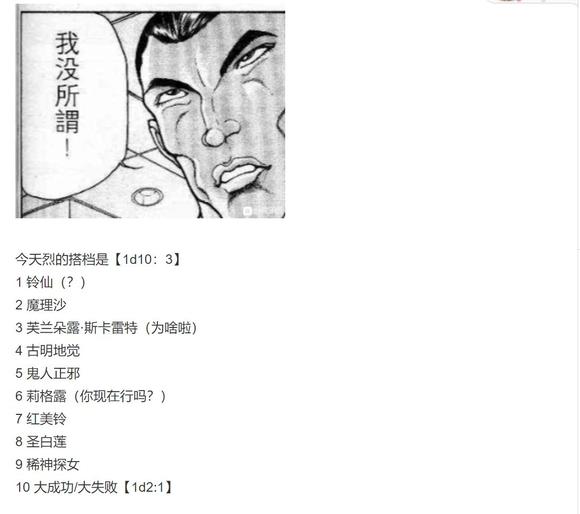 我没所謂！
今天烈的搭档是【1d10：3】
1 铃仙（？）
2 魔理沙
3 芙兰朵露·斯卡雷特（为啥啦）
4 古明地觉
5 鬼人正邪
6 莉格露（你现在行吗？）
7 红美铃
8 圣白莲
9 稀神探女
10 大成功/大失败【1d2:1】